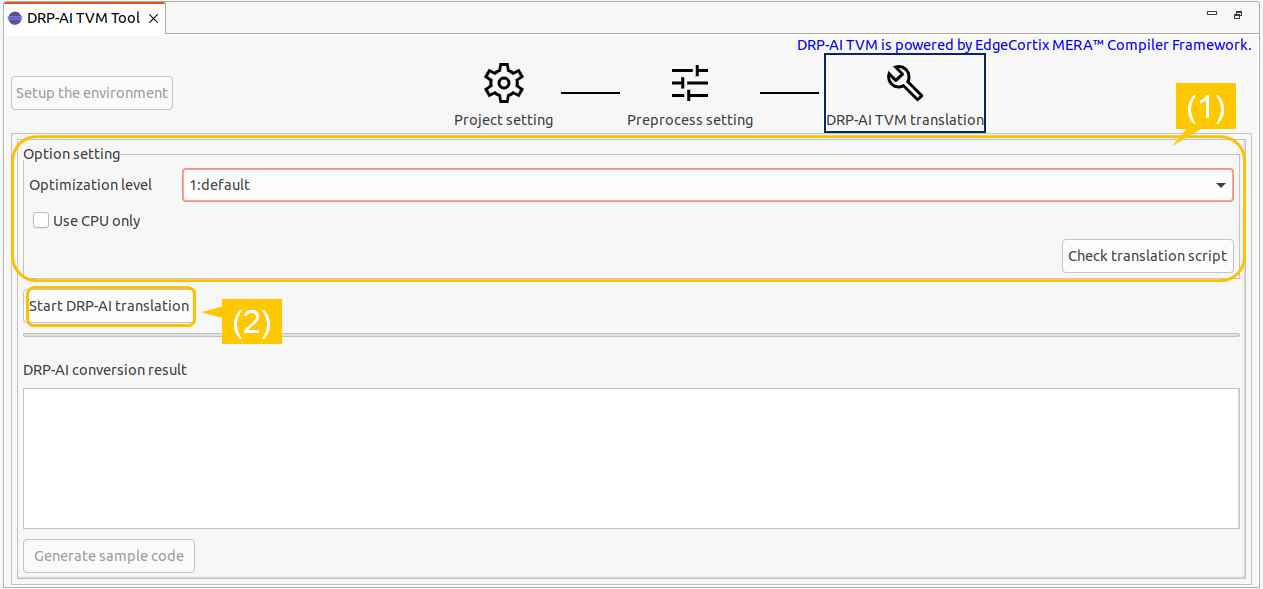 DRP-AI TVM Tool
DRP-AI TVM is powered by EdgeCortix MERA™ Compiler Framework.
Setup the environment
Project setting
Preprocess setting
DRP-AI TVM translation
(1)
Option setting
Optimization level
1:default
Use CPU only
Check translation script
Start DRP-AI translation
(2)
DRP-AI conversion result
Generate sample code